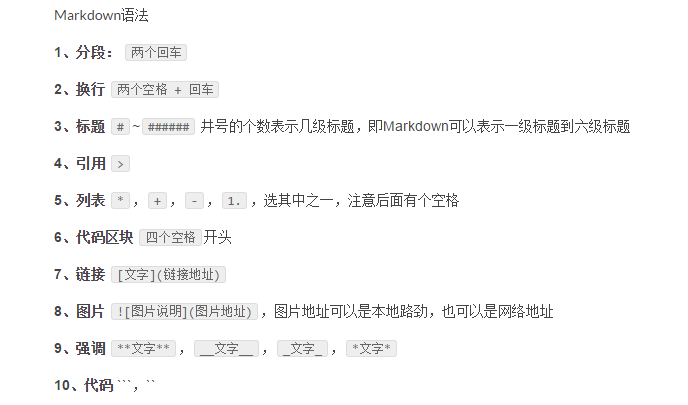 Markdown语法
1、分段： 两个回车
2、换行 两个空格 + 回车
3、标题 # ~ ###### 井号的个数表示几级标题，即Markdown可以表示一级标题到六级标题
4、引用 >
5、列表 * ， + ， - ， 1. ，选其中之一，注意后面有个空格
6、代码区块 四个空格 开头
7、链接 [文字](链接地址)
8、图片 ![图片说明](图片地址) ，图片地址可以是本地路劲，也可以是网络地址
9、强调 **文字** ， __文字__ ， _文字_ ， *文字*
10、代码 ```，``